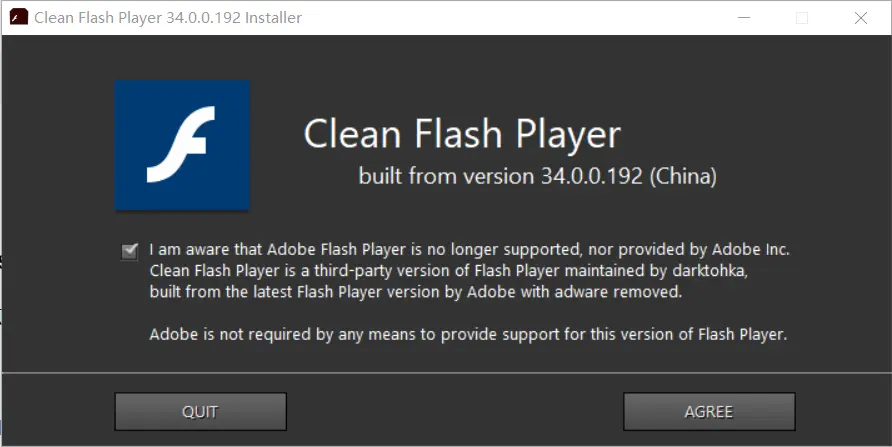 Clean Flash Player 34.0.0.192 Installer
Clean Flash Player
built from version 34.0.0.192 (China)
I am aware that Adobe Flash Player is no longer supported, nor provided by Adobe Inc.
Clean Flash Player is a third-party version of Flash Player maintained by darktohka,
built from the latest Flash Player version by Adobe with adware removed.
Adobe is not required by any means to provide support for this version of Flash Player.
QUIT
AGREE